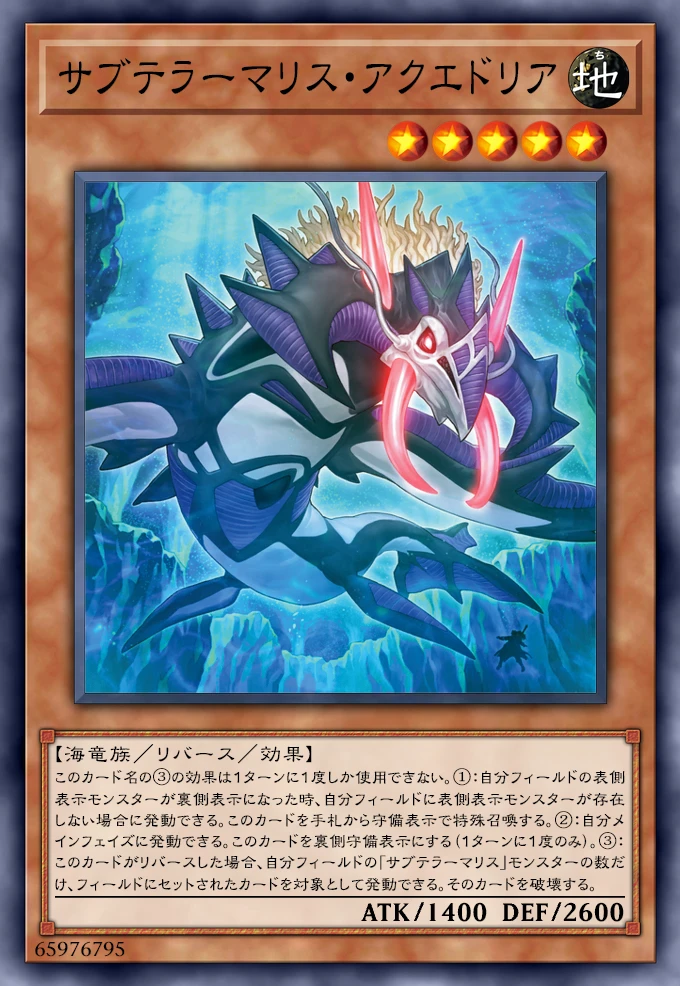 サブテラーマリス・アクエドリア
ち
地
【海竜族／リバース／効果】
このカード名の③の効果は1ターンに1度しか使用できない。①:自分フィールドの表側
表示モンスターが裏側表示になった時、自分フィールドに表側表示モンスターが存在
しない場合に発動できる。このカードを手札から守備表示で特殊召喚する。②:自分メ
インフェイズに発動できる。このカードを裏側守備表示にする(1ターンに1度のみ)。③:
このカードがリバースした場合、自分フィールドの「サブテラーマリス」モンスターの数だ
け、フィールドにセットされたカードを対象として発動できる。そのカードを破壊する。
ATK/1400 DEF/2600
65976795